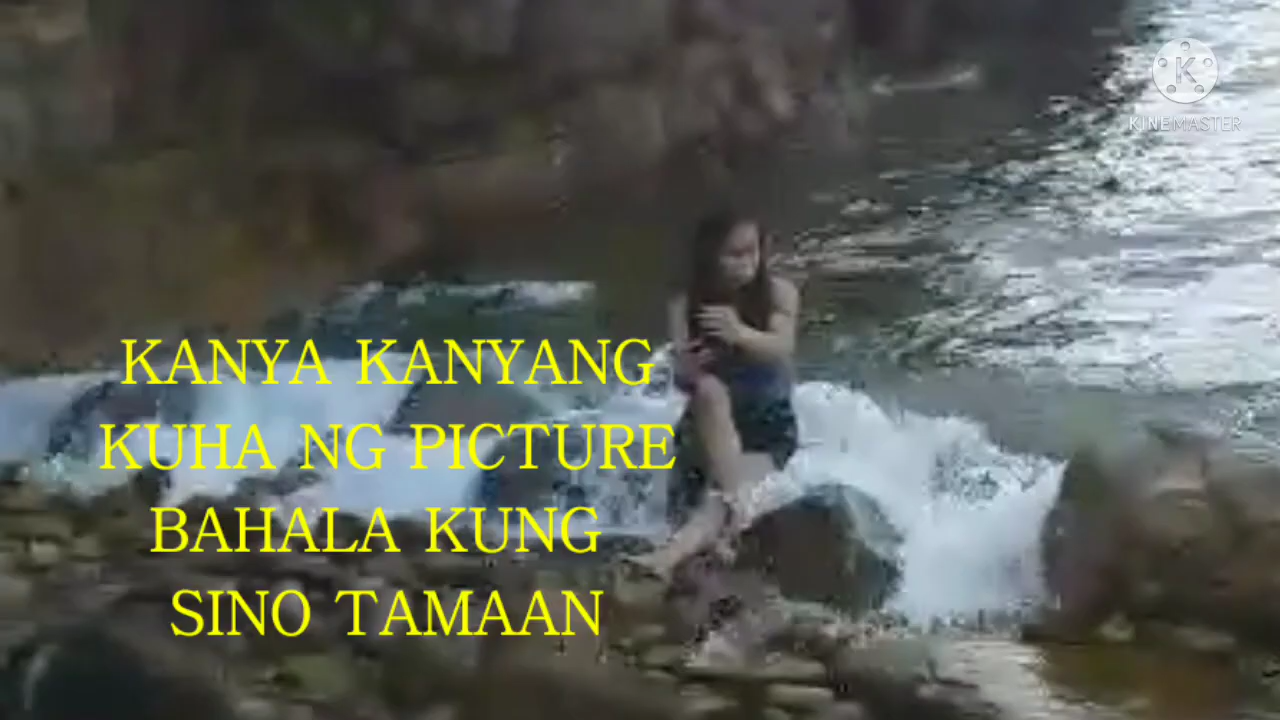 KINEMASTER
KANYA KANYANG
KUHA NG PICTURE
BAHALA KUNG
SINO TAMAAN